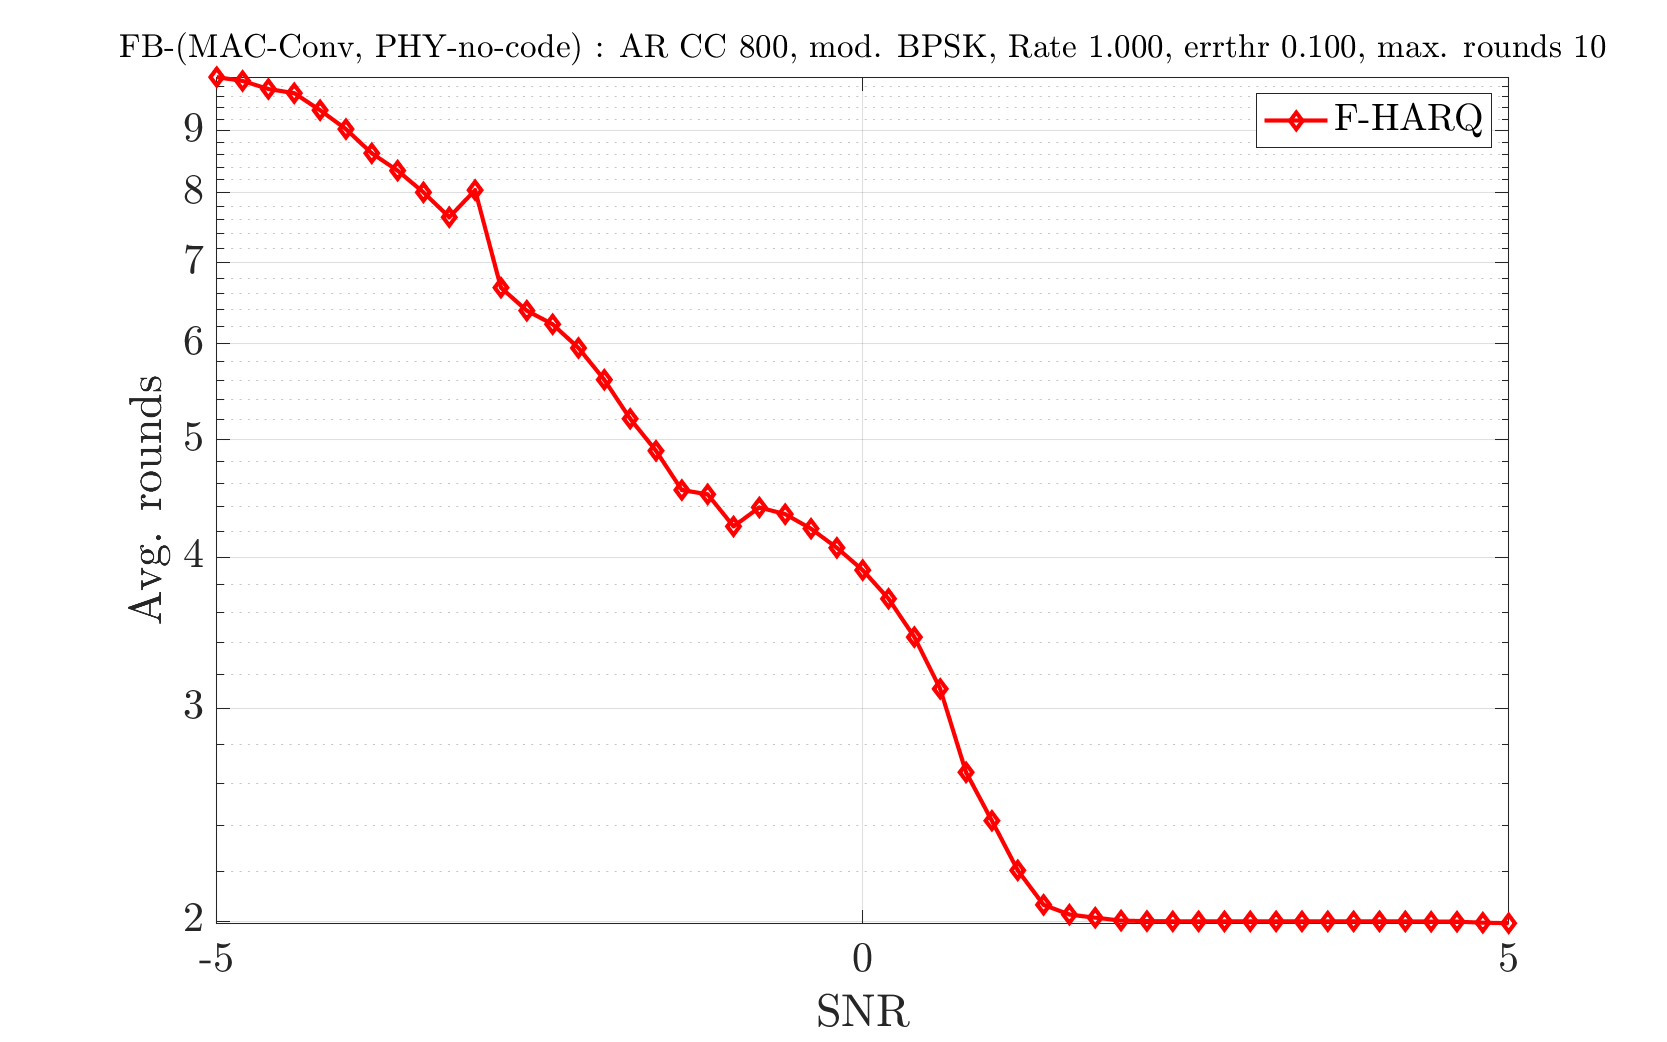 FB-(MAC-Conv, PHY-no-code) : AR CC 800, mod. BPSK, Rate 1.000, errthr 0.100, max. rounds 10
F-HARQ
9
8
7
6
5
4
3
2
Avg. rounds
-5
0
5
SNR